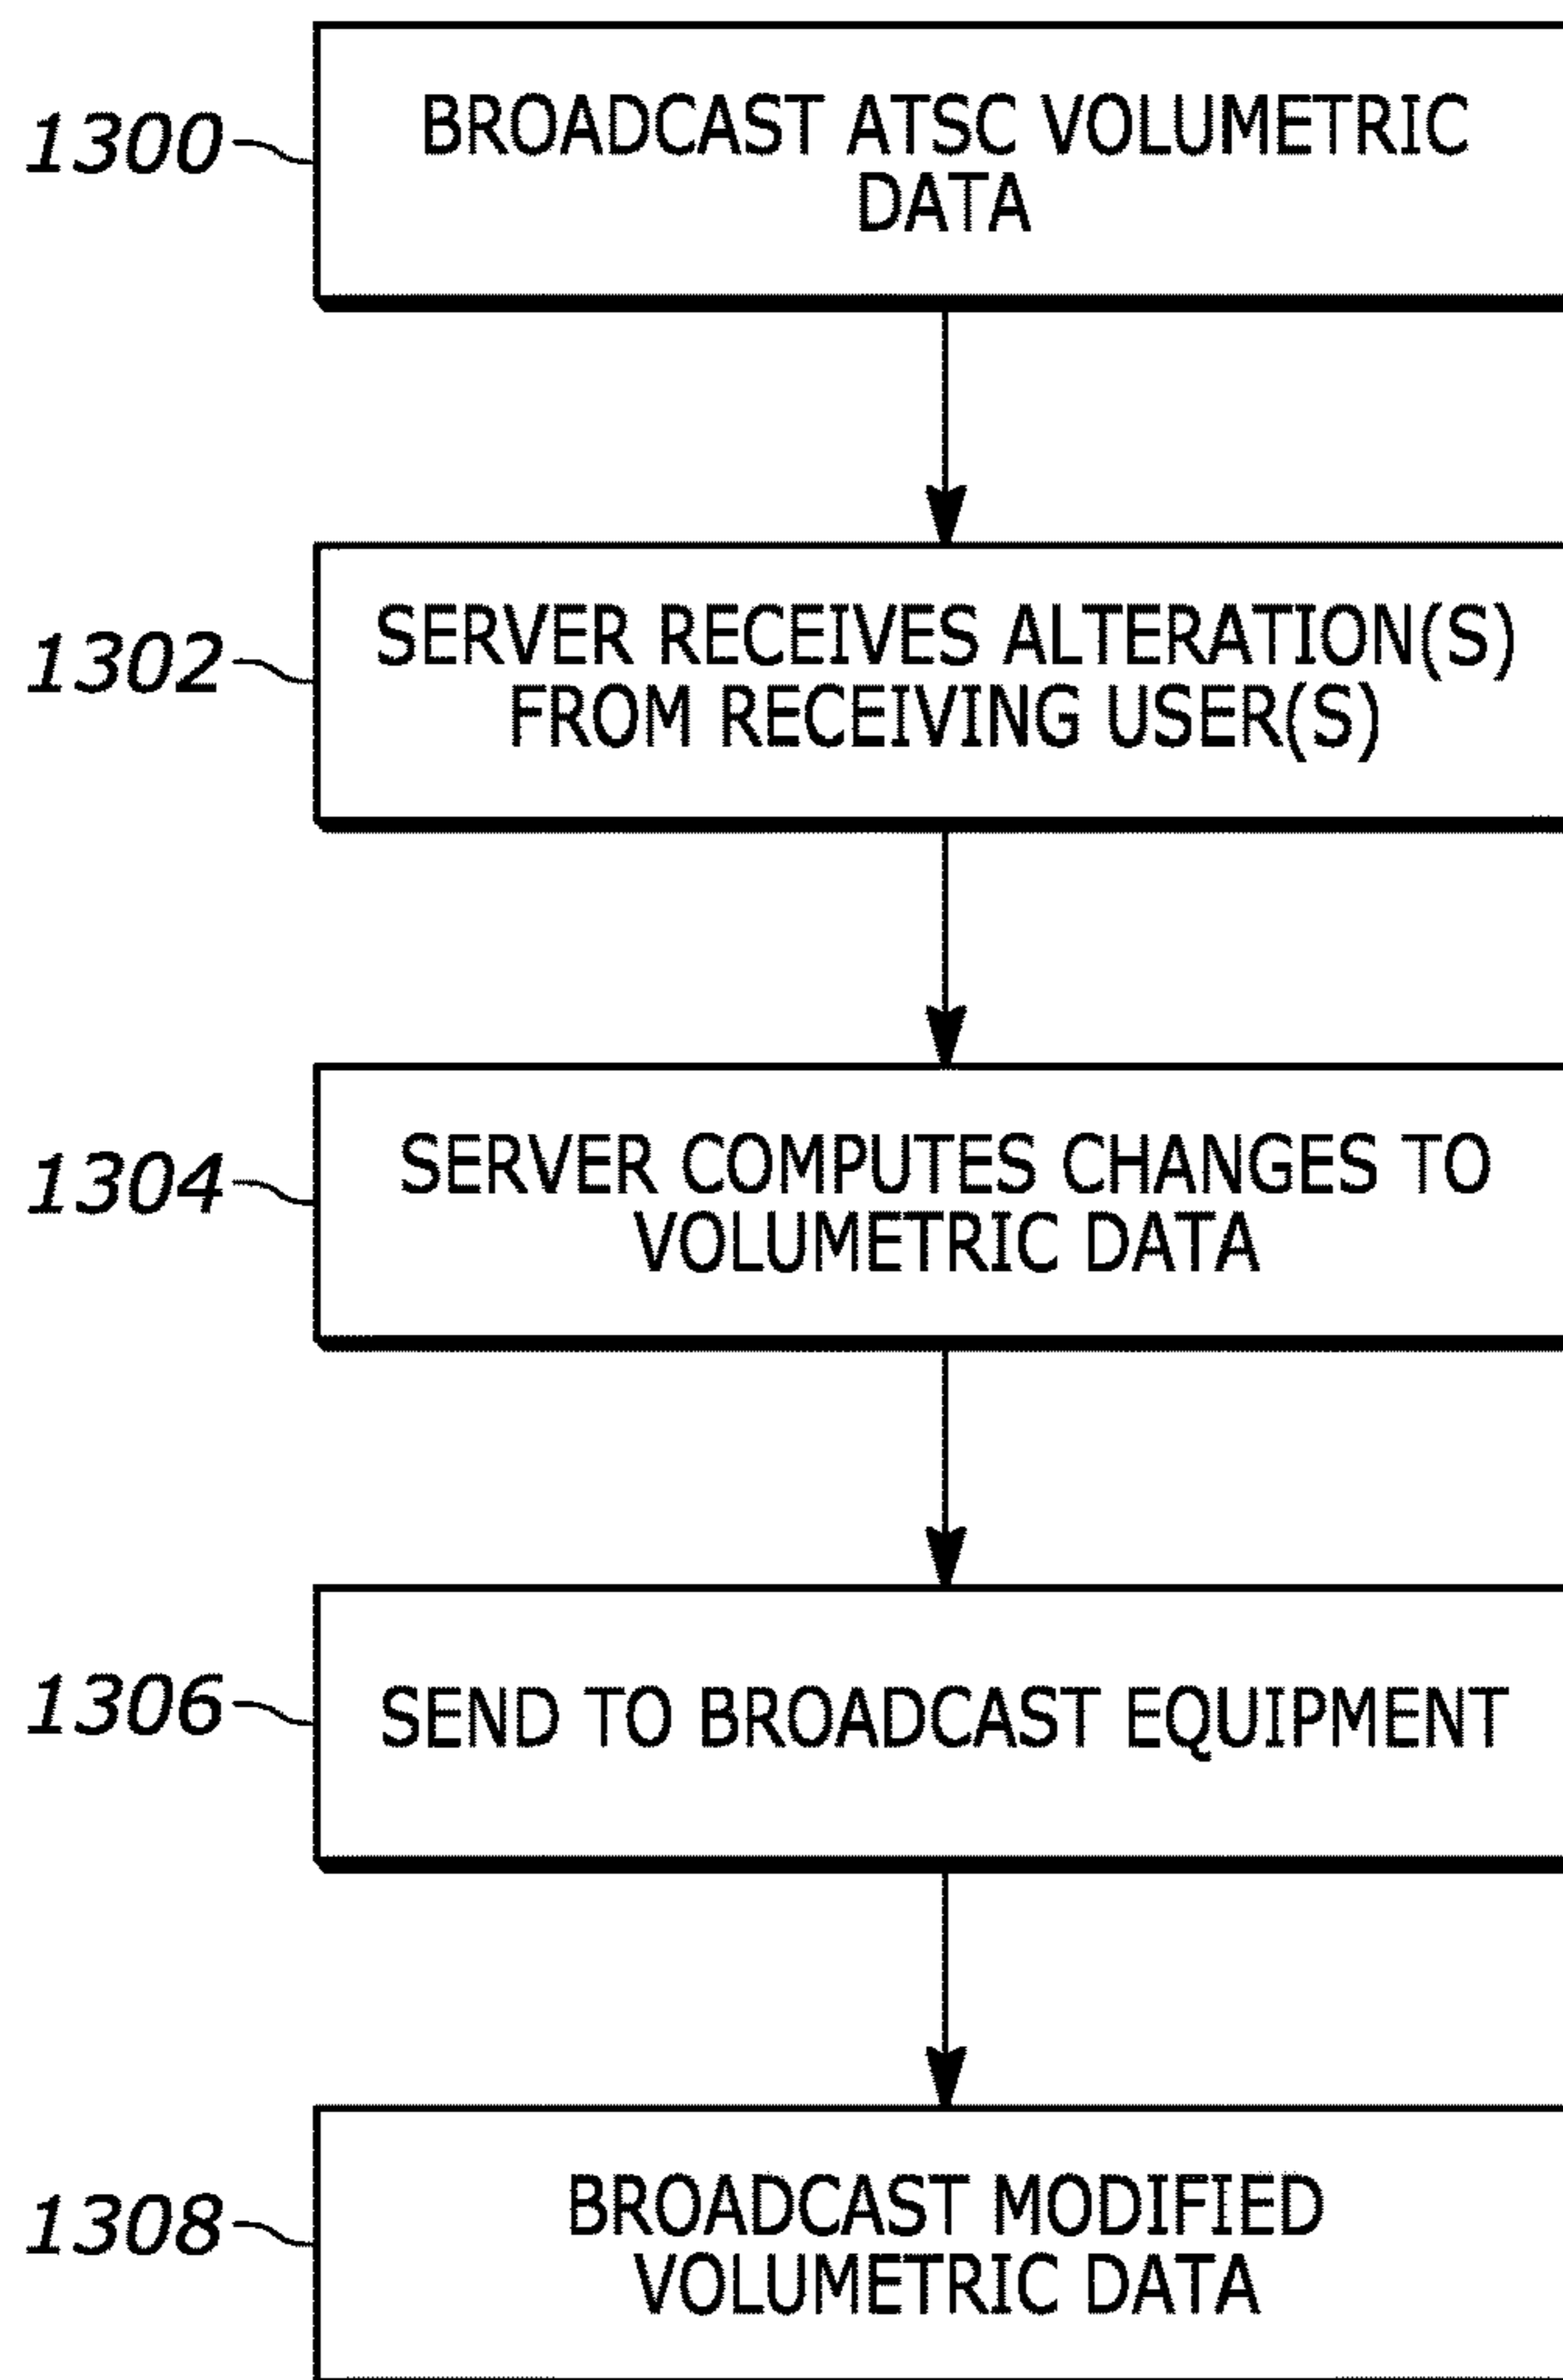 1300
BROADCAST ATSC VOLUMETRIC
DATA
1302
SERVER RECEIVES ALTERATION(S)
FROM RECEIVING USER(S)
1304
SERVER COMPUTES CHANGES TO
VOLUMETRIC DATA
1306
SEND TO BROADCAST EQUIPMENT
1308
BROADCAST MODIFIED
VOLUMETRIC DATA